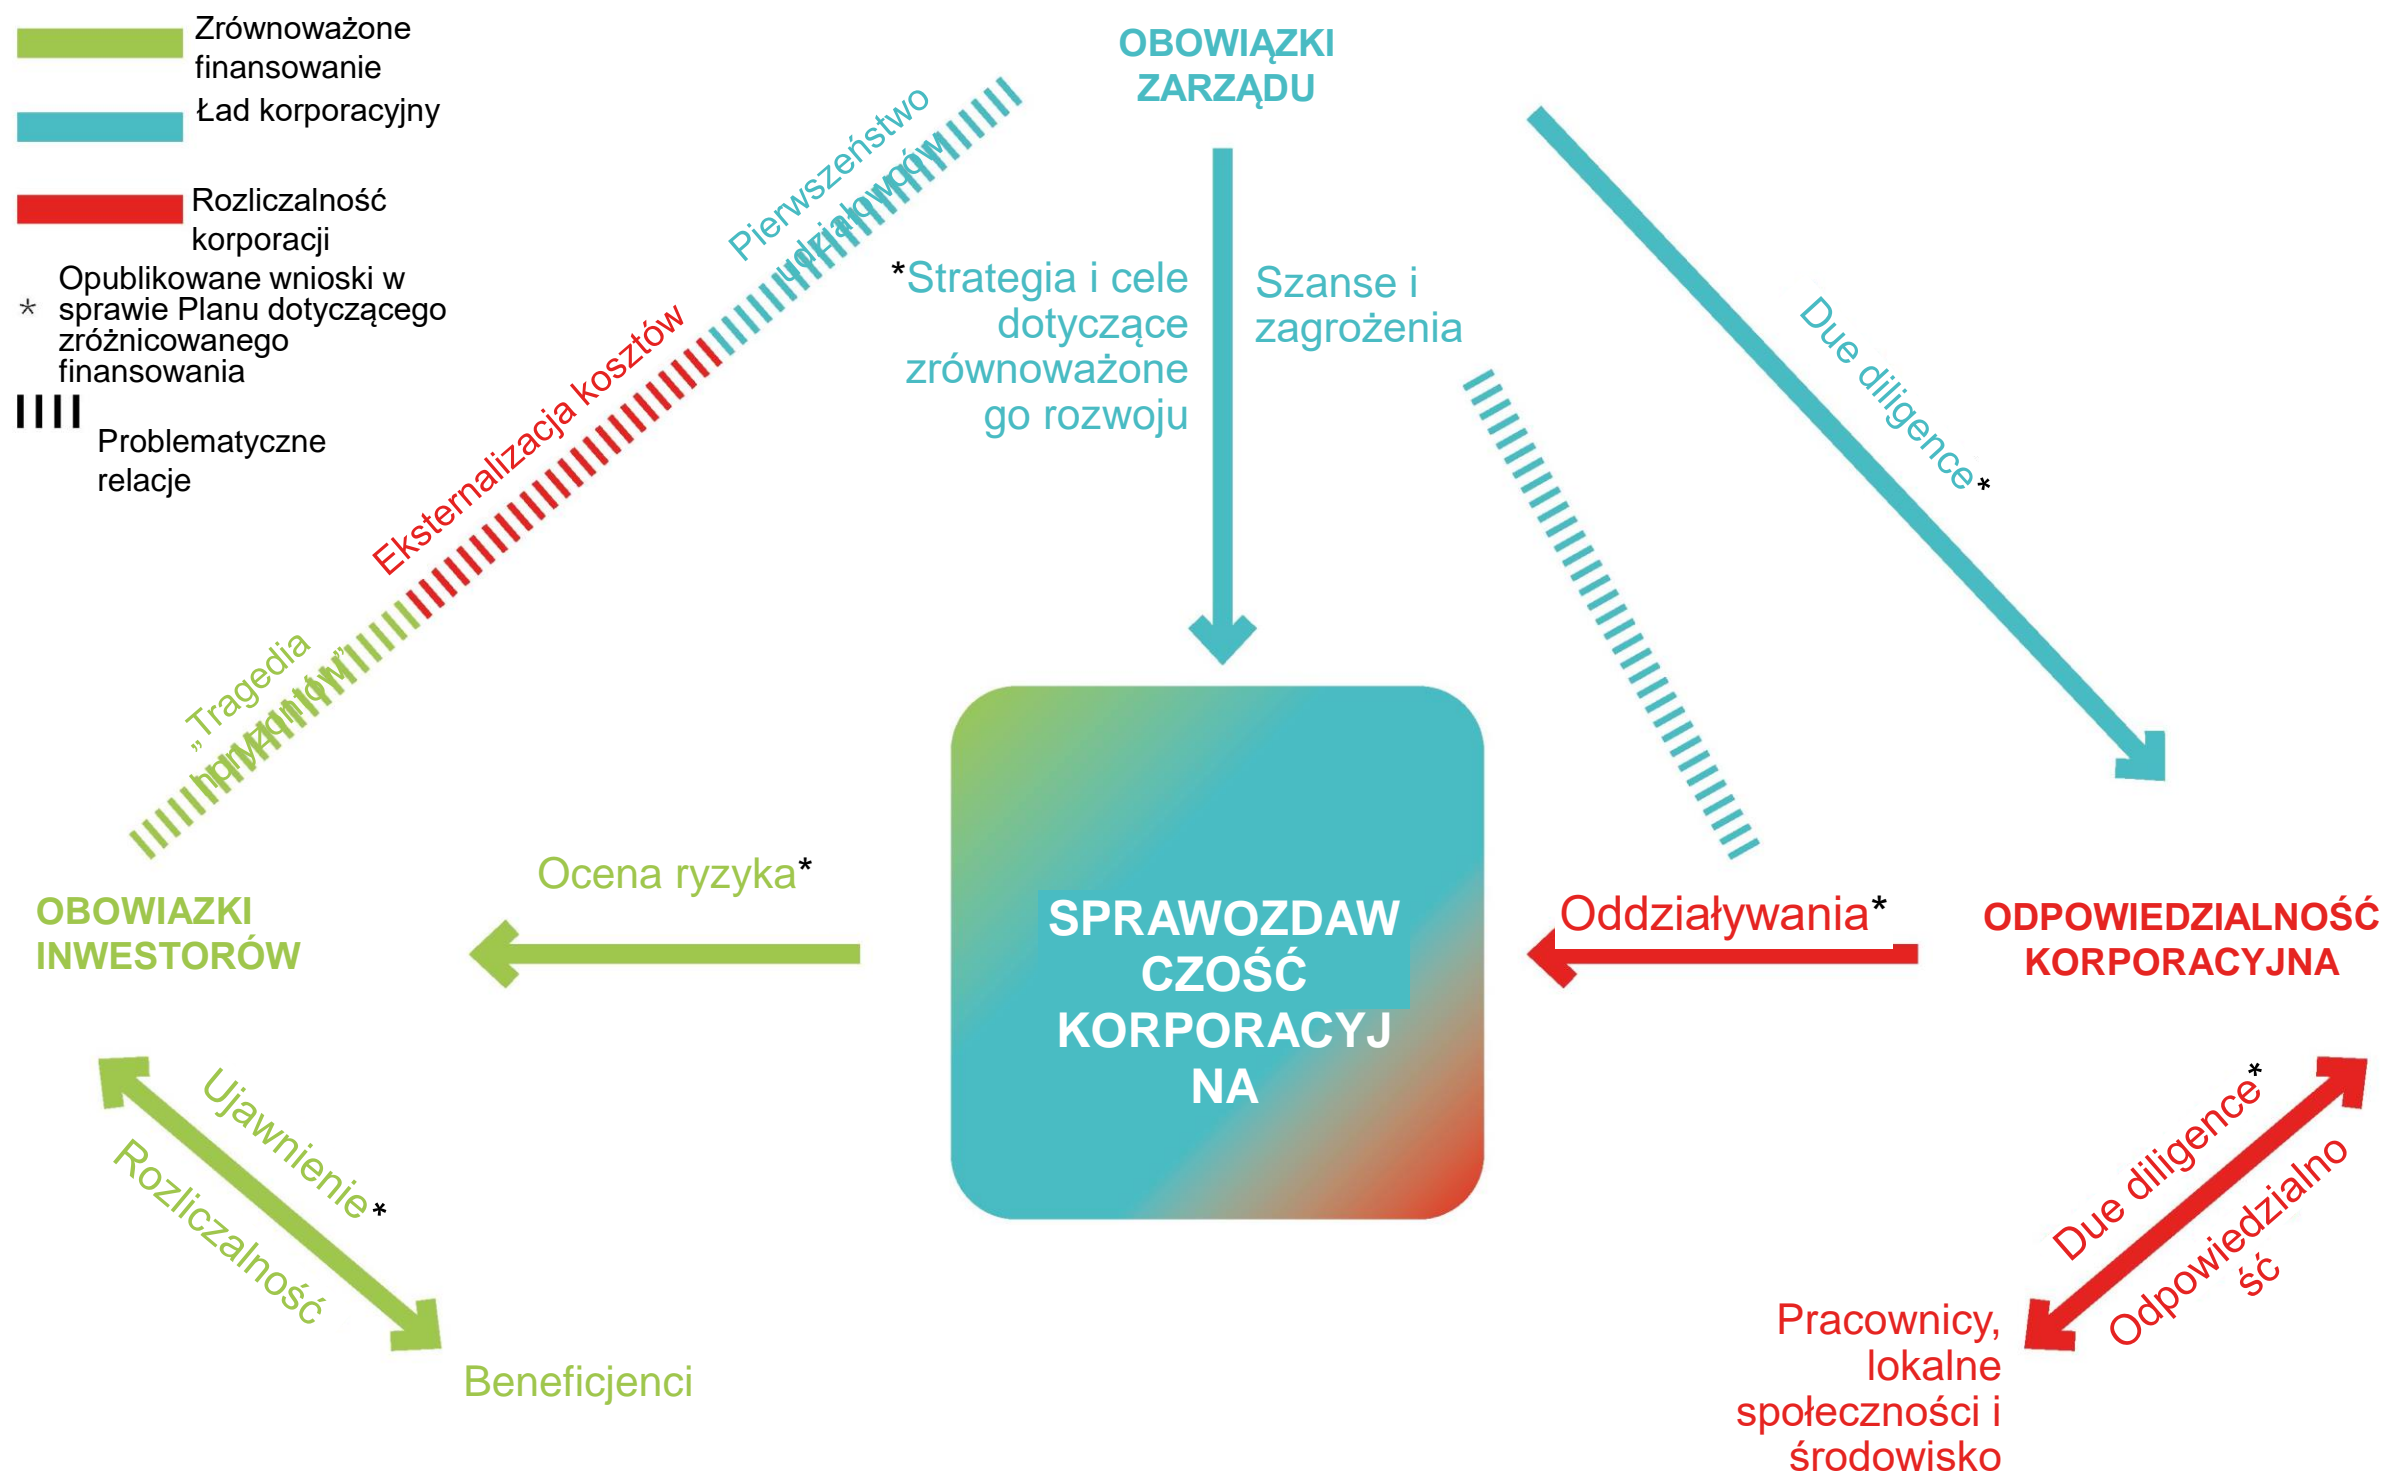 Zrównoważone
finansowanie
Ład korporacyjny
Rozliczalność
korporacji
* Opublikowane wnioski w
sprawie Planu dotyczącego
zróżnicowanego
finansowania
Problematyczne
relacje
OBOWIĄZKI
ZARZĄDU
Pierwszeństwo
udziałowców
Eksternalizacja kosztów
„Tragedia
horyzontów”
*Strategia i cele
dotyczące
zrównoważone
go rozwoju
Szanse i
zagrożenia
Due diligence*
OBOWIAZKI
INWESTORÓW
Ocena ryzyka*
SPRAWOZDAW
CZOŚĆ
KORPORACYJ
NA
Oddziaływania*
ODPOWIEDZIALNOŚĆ
KORPORACYJNA
Ujawnienie*
Rozliczalność
Beneficjenci
Due diligence*
Odpowiedzialno
ść
Pracownicy,
lokalne
społeczności i
środowisko